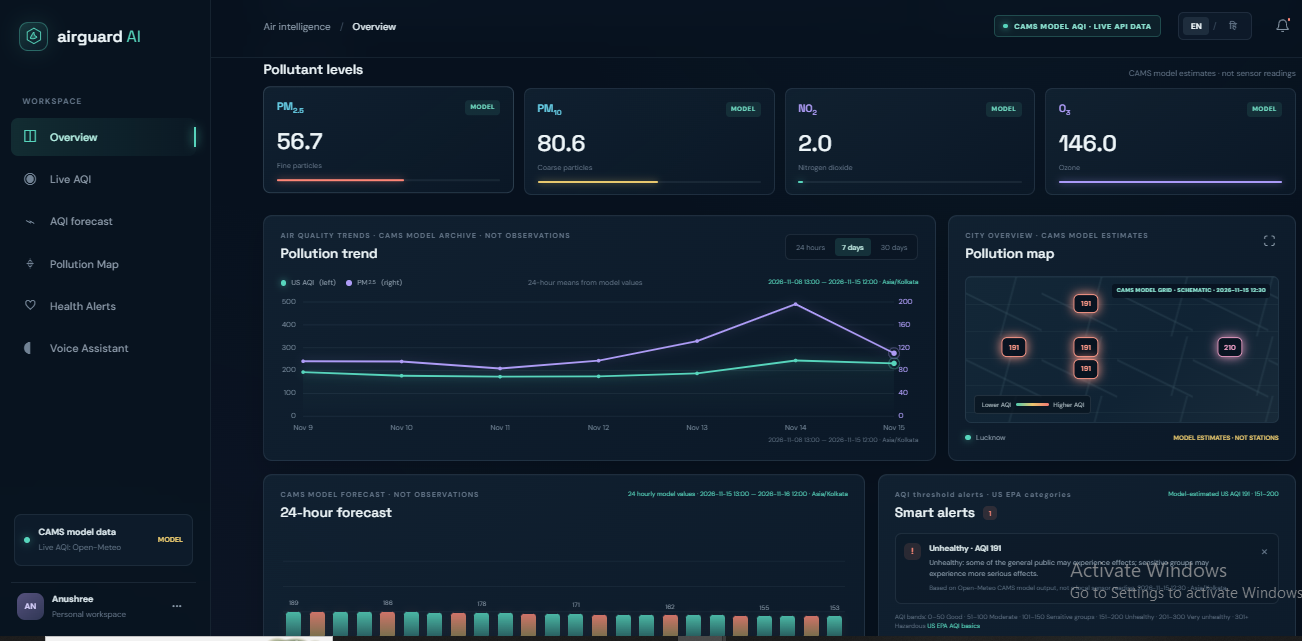 airguard AI
WORKSPACE
Overview
Live AQI
AQI forecast
Pollution Map
Health Alerts
Voice Assistant
CAMS model data
Live AQI: Open-Meteo
MODEL
AN
Anushree
Personal workspace
Air intelligence / Overview
CAMS MODEL AQI · LIVE API DATA
EN / हि
Pollutant levels
CAMS model estimates · not sensor readings
PM2.5 MODEL
56.7
Fine particles
PM10 MODEL
80.6
Coarse particles
NO2 MODEL
2.0
Nitrogen dioxide
O3 MODEL
146.0
Ozone
AIR QUALITY TRENDS · CAMS MODEL ARCHIVE · NOT OBSERVATIONS
Pollution trend
24 hours 7 days 30 days
US AQI (left) PM2.5 (right)
24-hour means from model values
2026-11-08 13:00 — 2026-11-15 12:00 · Asia/Kolkata
500 200
400 160
300 120
200 80
100 40
0 0
Nov 9 Nov 10 Nov 11 Nov 12 Nov 13 Nov 14 Nov 15
2026-11-08 13:00 — 2026-11-15 12:00 · Asia/Kolkata
CITY OVERVIEW · CAMS MODEL ESTIMATES
Pollution map
CAMS MODEL GRID · SCHEMATIC · 2026-11-15 12:30
191
191 191 210
191
Lower AQI Higher AQI
Lucknow
MODEL ESTIMATES · NOT STATIONS
CAMS MODEL FORECAST · NOT OBSERVATIONS
24 hourly model values · 2026-11-15 13:00 — 2026-11-16 12:00 · Asia/Kolkata
24-hour forecast
189 186 178 171 162 155 153
AQI threshold alerts · US EPA categories
Model-estimated US AQI 191 · 151–200
Smart alerts 1
! Unhealthy · AQI 191 ×
Unhealthy: some of the general public may experience effects; sensitive groups may
experience more serious effects.
Based on Open-Meteo CAMS model output, not
AQI bands: 0–50 Good · 51–100 Moderate · 101–150 Sensitive groups · 151–200 Unhealthy · 201–300 Very unhealthy · 301+
Hazardous US EPA AQI basics
Activate Windows
Go to Settings to activate Windows